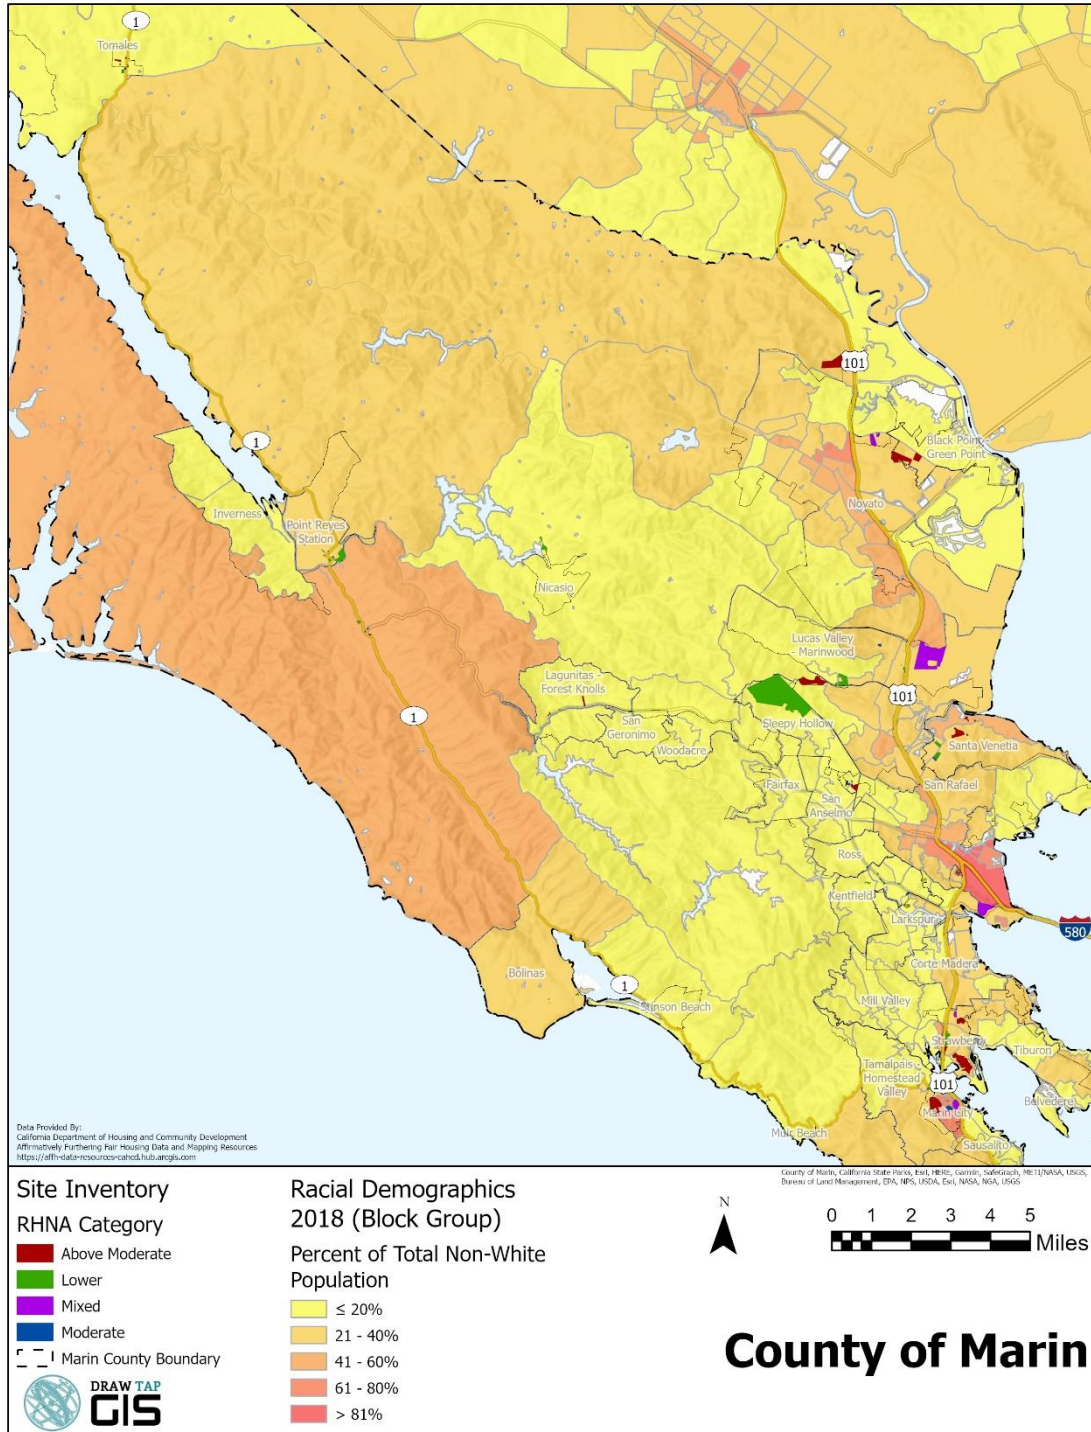 1
Tomales
101
Black Point -
Green Point
1
Inverness
Point Reyes
Station
Novato
Nicasio
Lucas Valley
- Marinwood
Lagunitas -
Forest Knolls
101
1
San
Geronimo
Sleepy Hollow
Woodacre
Santa Venetia
Fairfax
San Rafael
San
Anselmo
Ross
Kentfield
Larkspur
580
Corte Madera
Bolinas
1
Stinson Beach
Mill Valley
Strawberry
Tiburon
Tamalpais -
Homestead
Valley
101
Belvedere
Marin City
Muir Beach
Sausalito
Data Provided By:
California Department of Housing and Community Development
Affirmatively Furthering Fair Housing Data and Mapping Resources
https://affh-data-resources-cahcd.hub.arcgis.com
County of Marin, California State Parks, Esri, HERE, Garmin, SafeGraph, METI/NASA, USGS,
Bureau of Land Management, EPA, NPS, USDA, Esri, NASA, NGA, USGS
Site Inventory
RHNA Category
Above Moderate
Lower
Mixed
Moderate
Marin County Boundary
DRAW TAP
GIS
Racial Demographics
2018 (Block Group)
Percent of Total Non-White
Population
≤ 20%
21 - 40%
41 - 60%
61 - 80%
> 81%
N
0 1 2 3 4 5
Miles
County of Marin